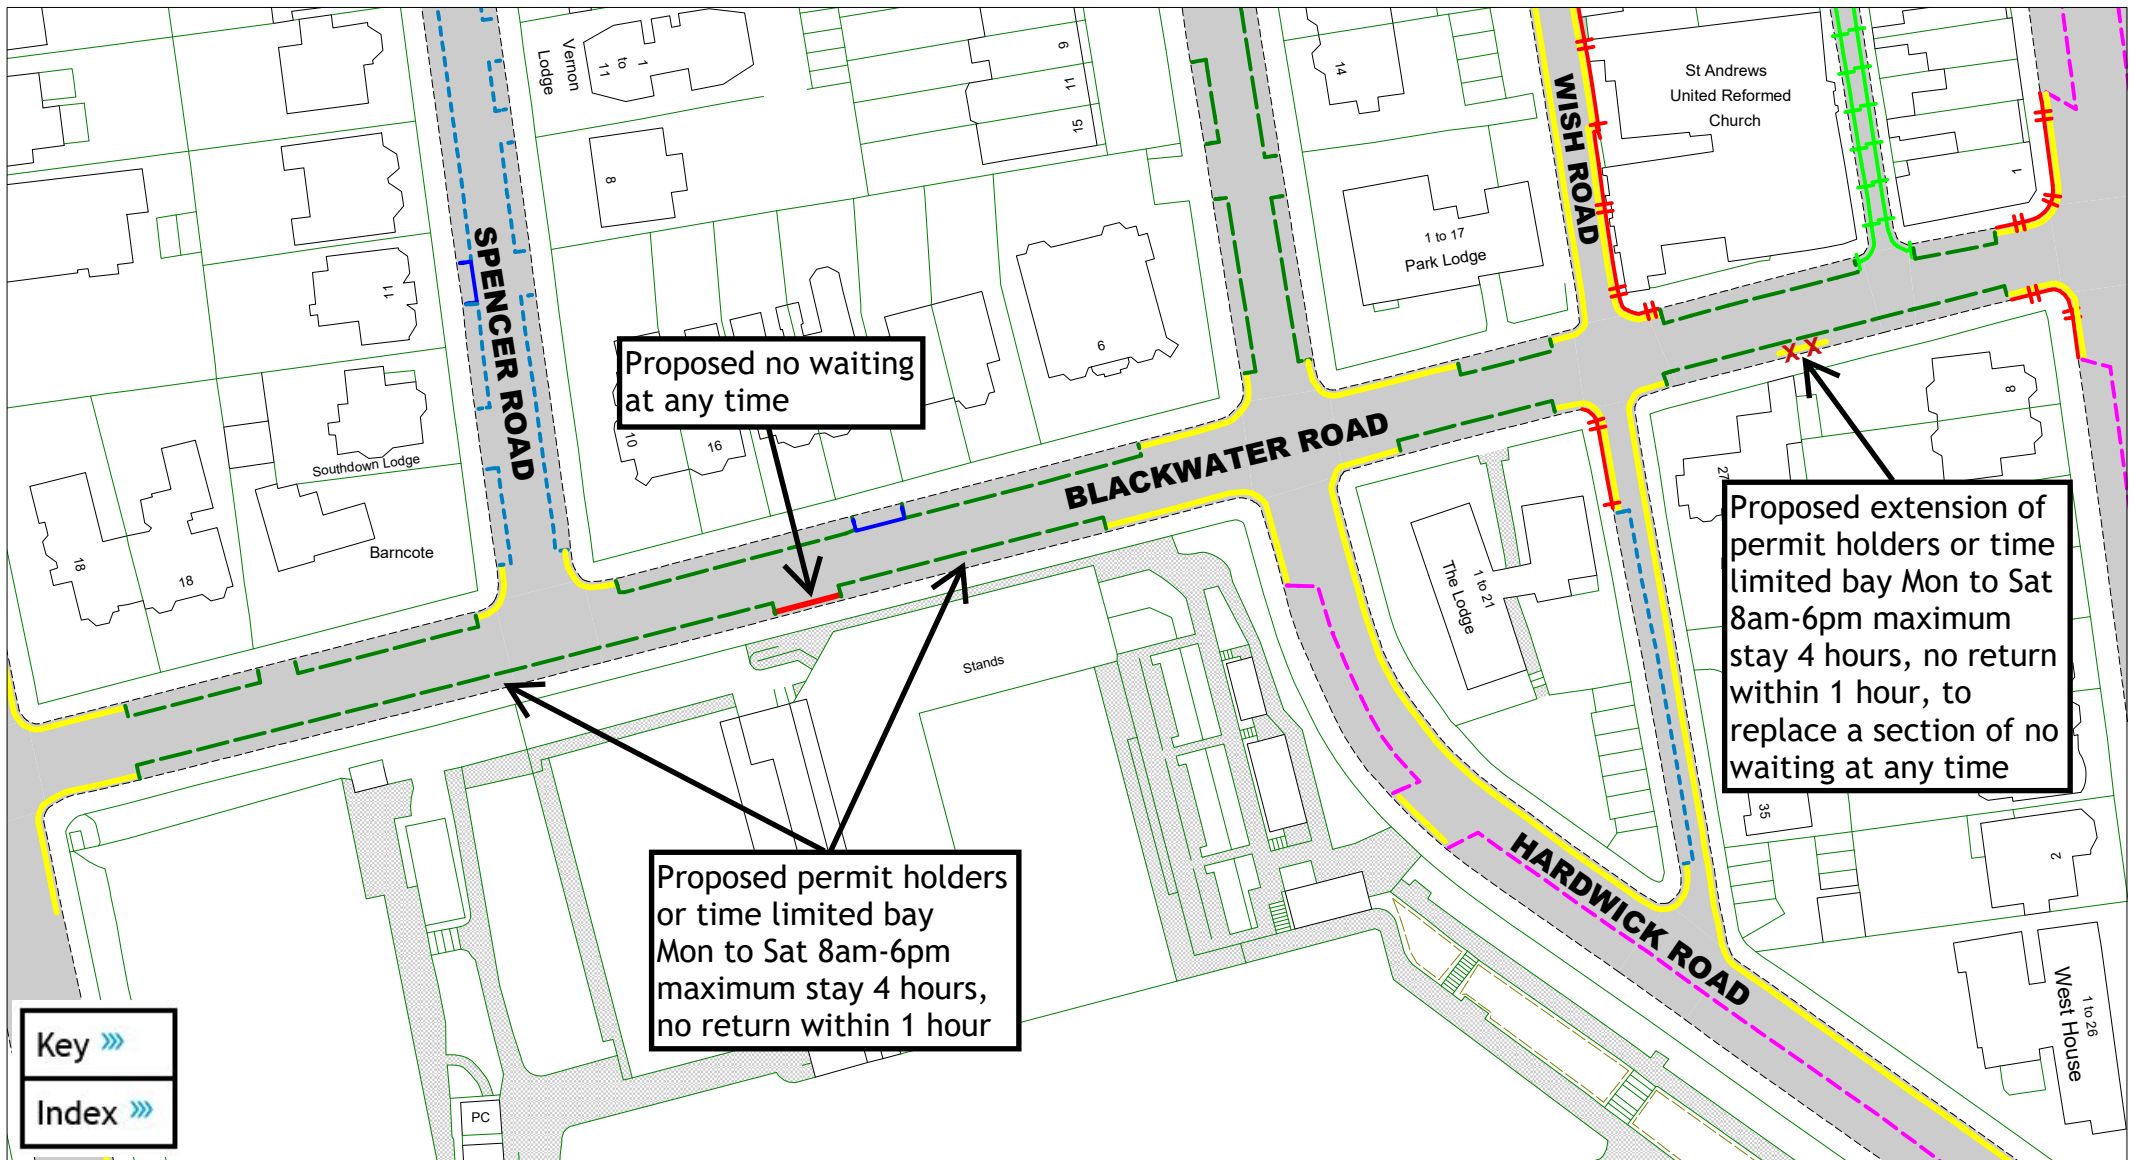 Vernon
Lodge
1
to
11
9
11
15
14
WISH ROAD
St Andrews
United Reformed
Church
1
8
1 to 17
Park Lodge
SPENCER ROAD
11
6
Proposed no waiting
at any time
10
16
BLACKWATER ROAD
8
Southdown Lodge
Barncote
18
18
27
The Lodge
1 to 21
Proposed extension of
permit holders or time
limited bay Mon to Sat
8am-6pm maximum
stay 4 hours, no return
within 1 hour, to
replace a section of no
waiting at any time
Stands
35
2
HARDWICK ROAD
Proposed permit holders
or time limited bay
Mon to Sat 8am-6pm
maximum stay 4 hours,
no return within 1 hour
1 to 26
West House
Key
Index
PC